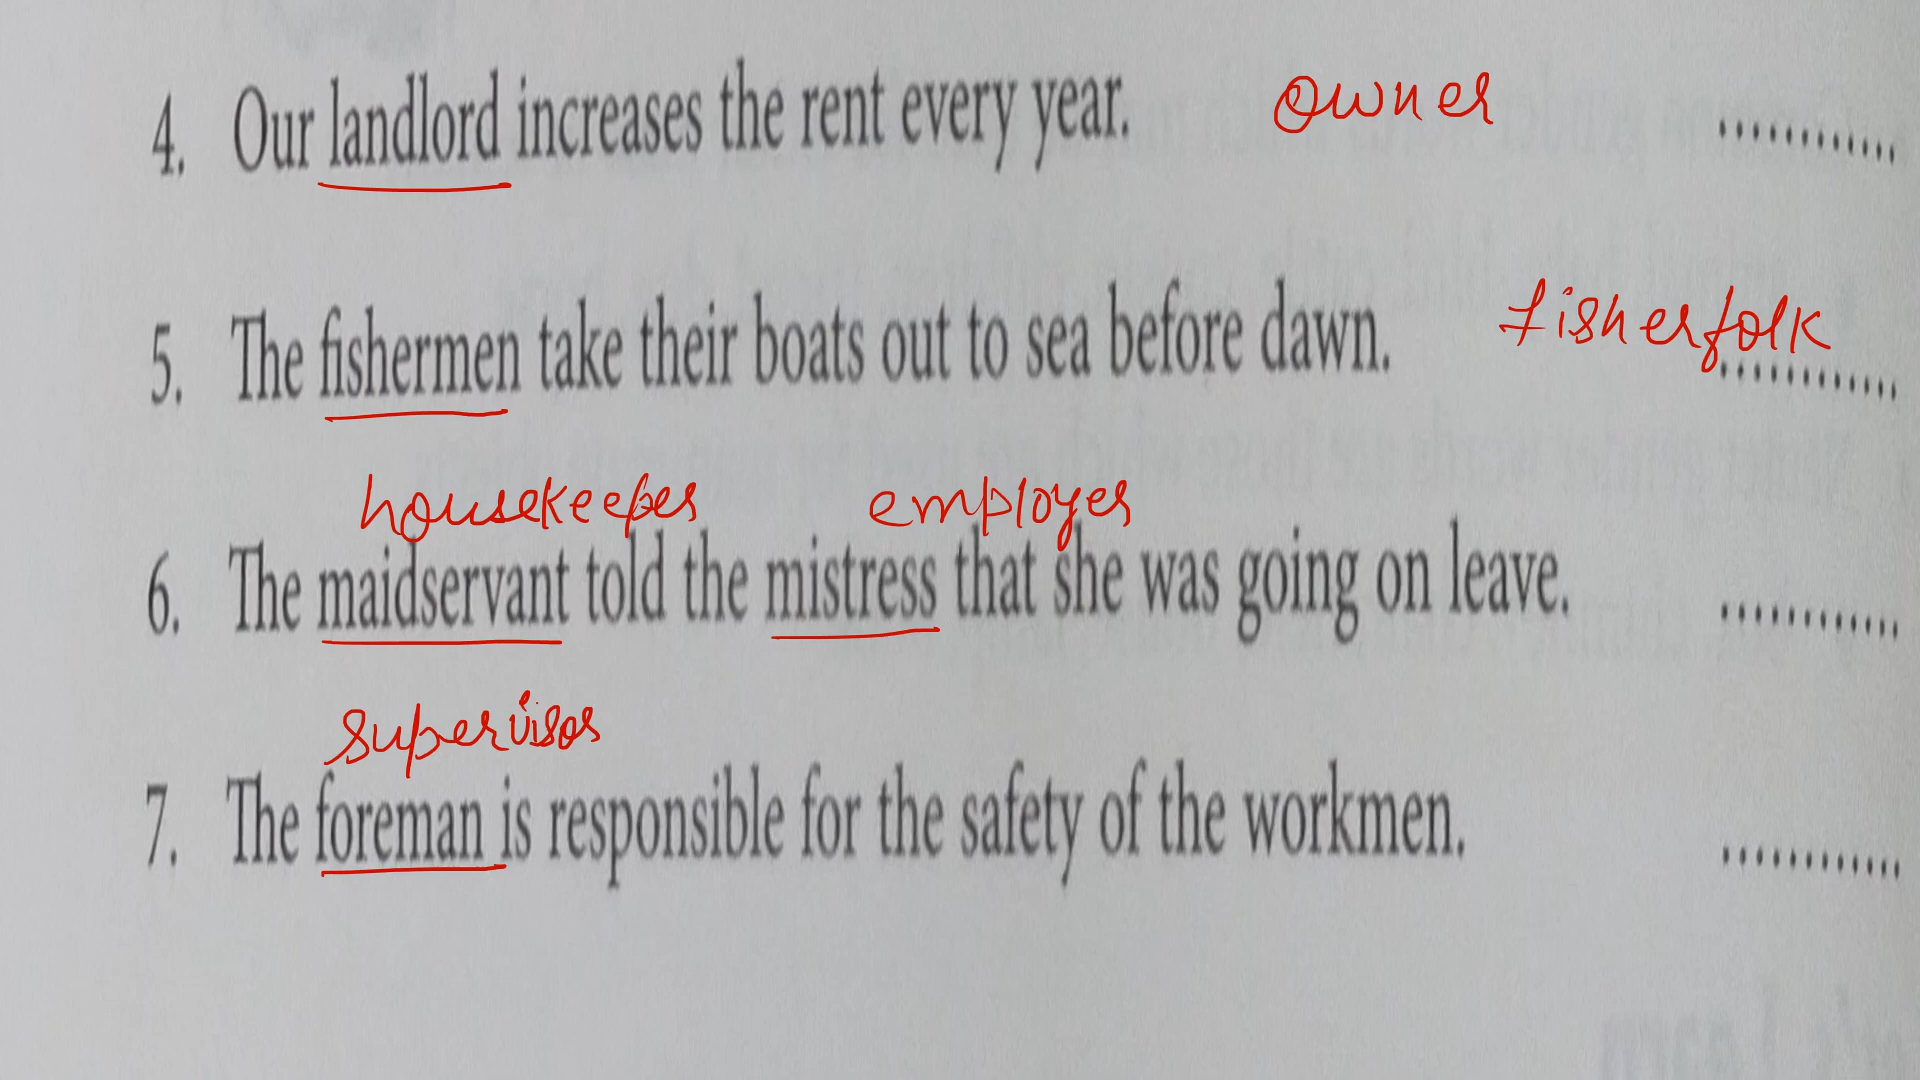 4. Our landlord increases the rent every year. owner ............
5. The fishermen take their boats out to sea before dawn. fisherfolk ............
housekeeper employer
6. The maidservant told the mistress that she was going on leave. ............
supervisor
7. The foreman is responsible for the safety of the workmen. ............